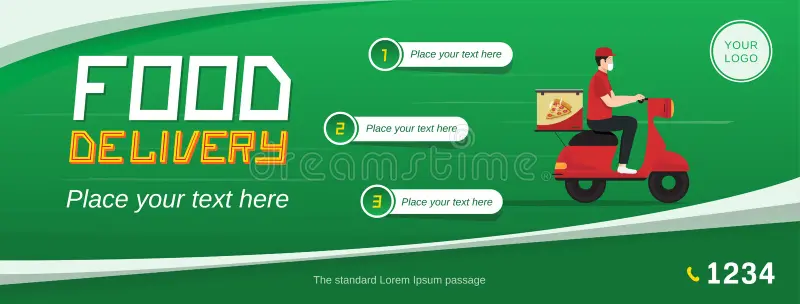 FOOD
DELIVERY
Place your text here
1 Place your text here
2 Place your text here
3 Place your text here
YOUR
LOGO
dreamstime
The standard Lorem Ipsum passage
1234